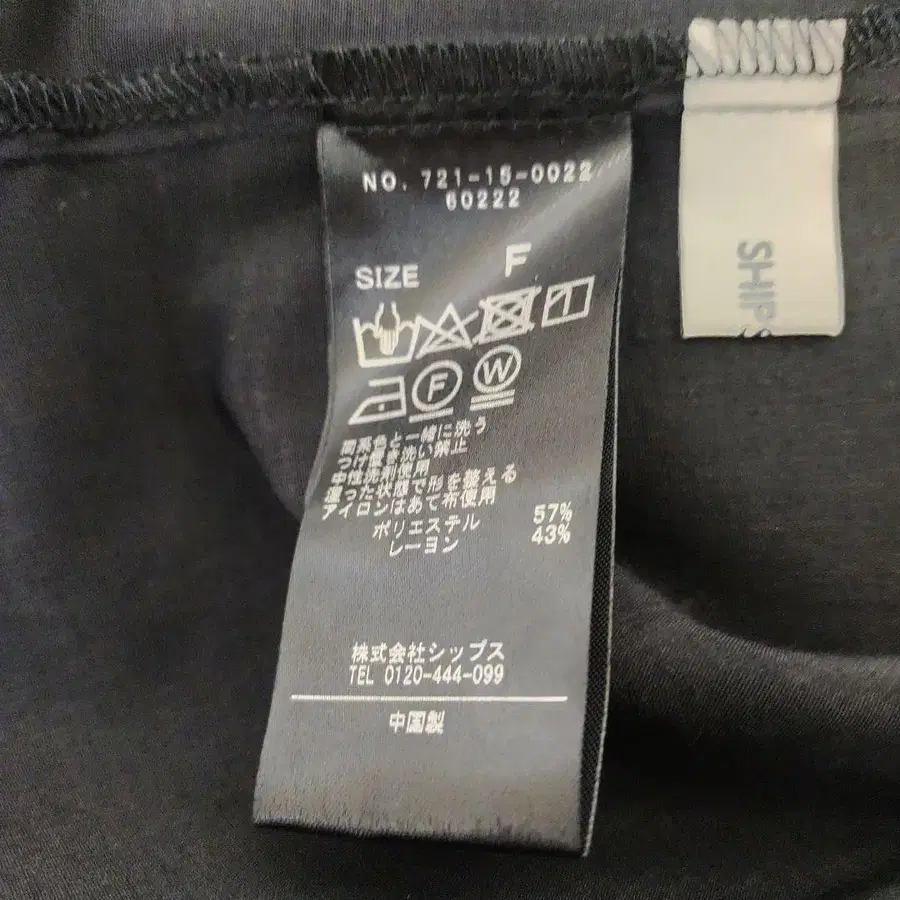 NO. 721-15-0022
60222
SIZE F
F W
同系色と一緒に洗う
つけ置き洗い禁止
中性洗剤使用
湿った状態で形を整える
アイロンはあて布使用
ポリエステル 57%
レーヨン 43%
株式会社シップス
TEL 0120-444-099
中国製
SHIPS